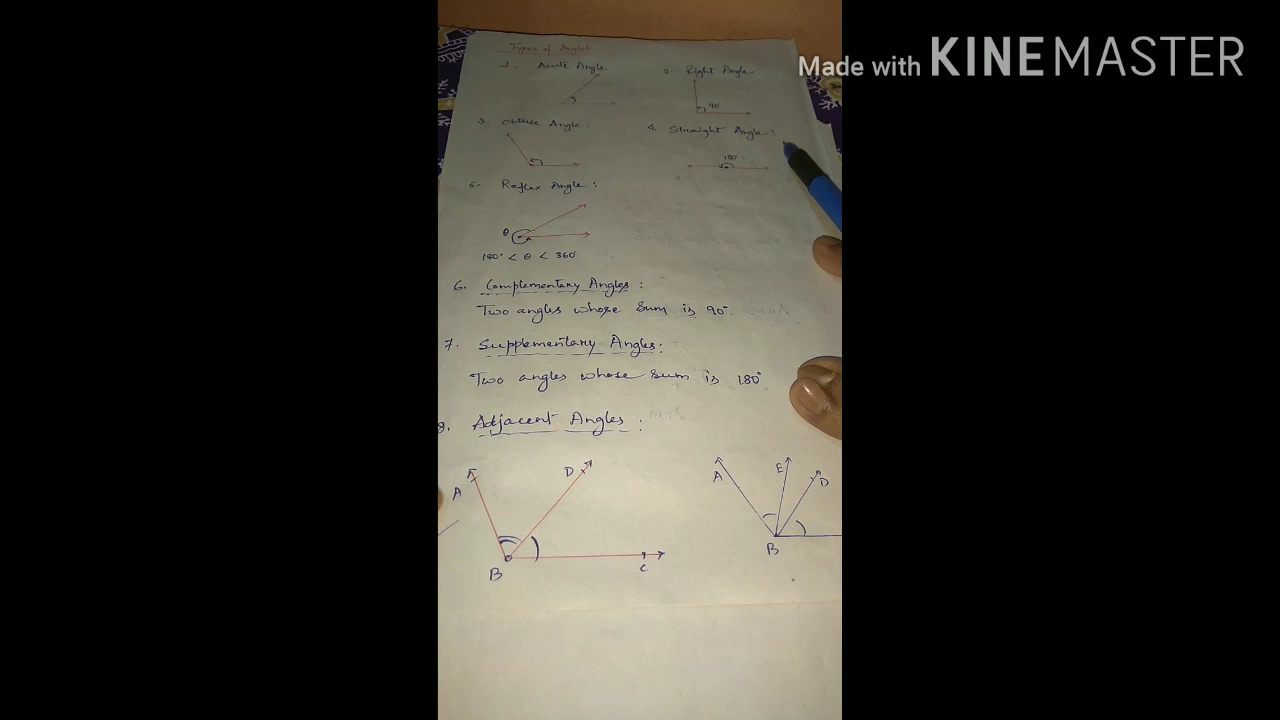 Made with KINEMASTER
Types of Angles
1. Acute Angle
2. Right Angle
90°
3. Obtuse Angle:
4. Straight Angle:
180°
5. Reflex Angle:
θ
180° < θ < 360°
6. Complementary Angles:
Two angles whose sum is 90°.
7. Supplementary Angles:
Two angles whose sum is 180°
8. Adjacent Angles:
A D B C
A E D B